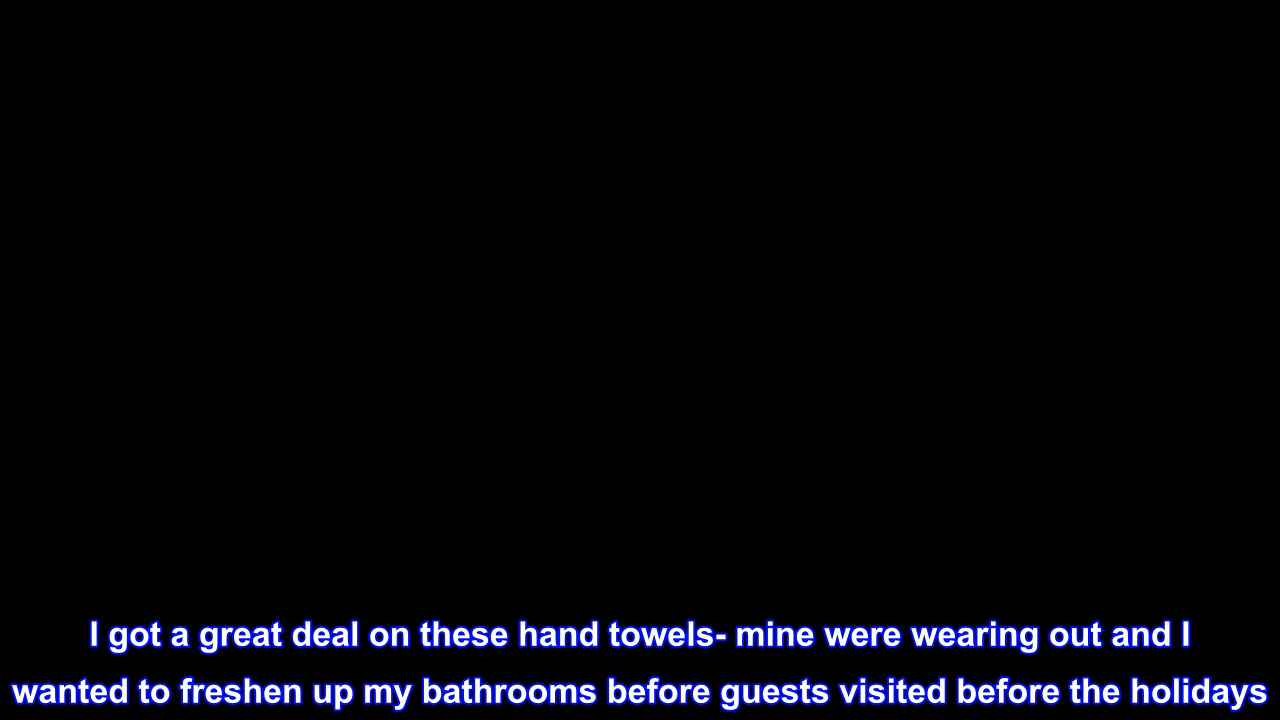 I got a great deal on these hand towels- mine were wearing out and I
wanted to freshen up my bathrooms before guests visited before the holidays